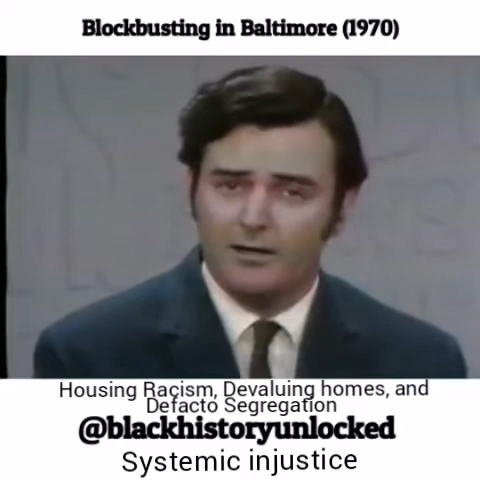 Blockbusting in Baltimore (1970)
Housing Racism, Devaluing homes, and
Defacto Segregation
@blackhistoryunlocked
Systemic injustice